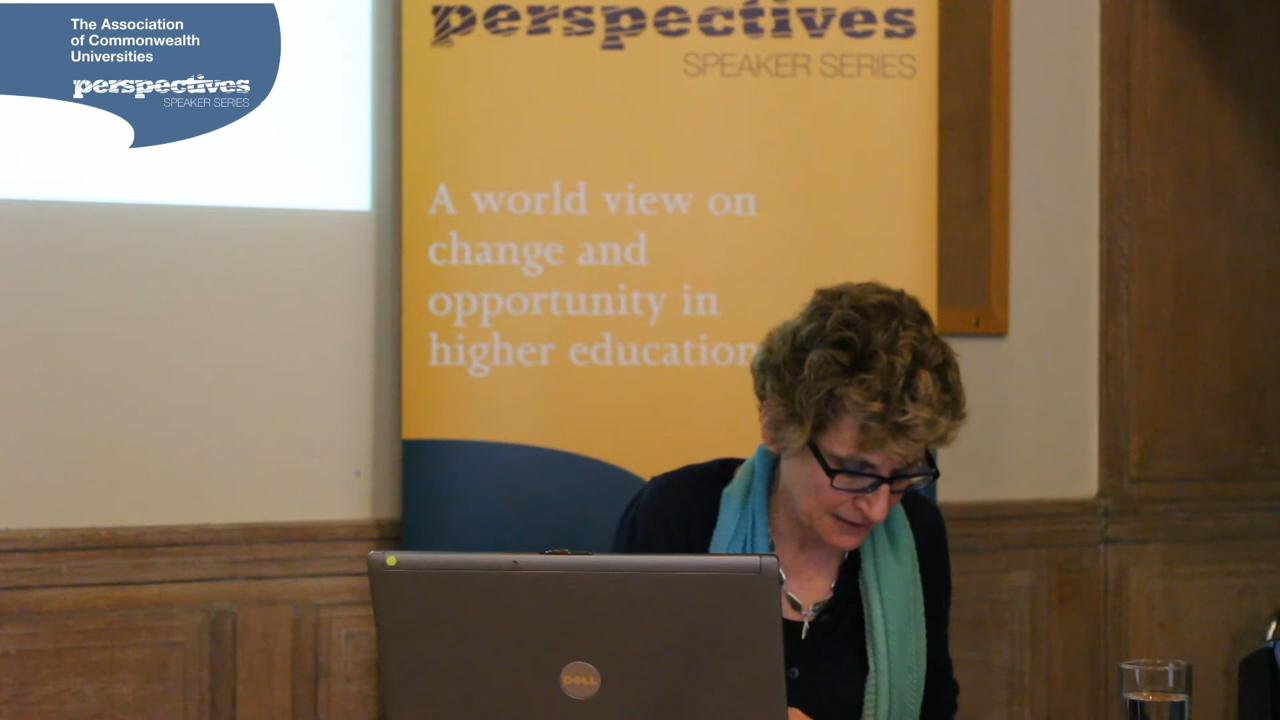 The Association
of Commonwealth
Universities
perspectives
SPEAKER SERIES
perspectives
SPEAKER SERIES
A world view on
change and
opportunity in
higher education
DELL